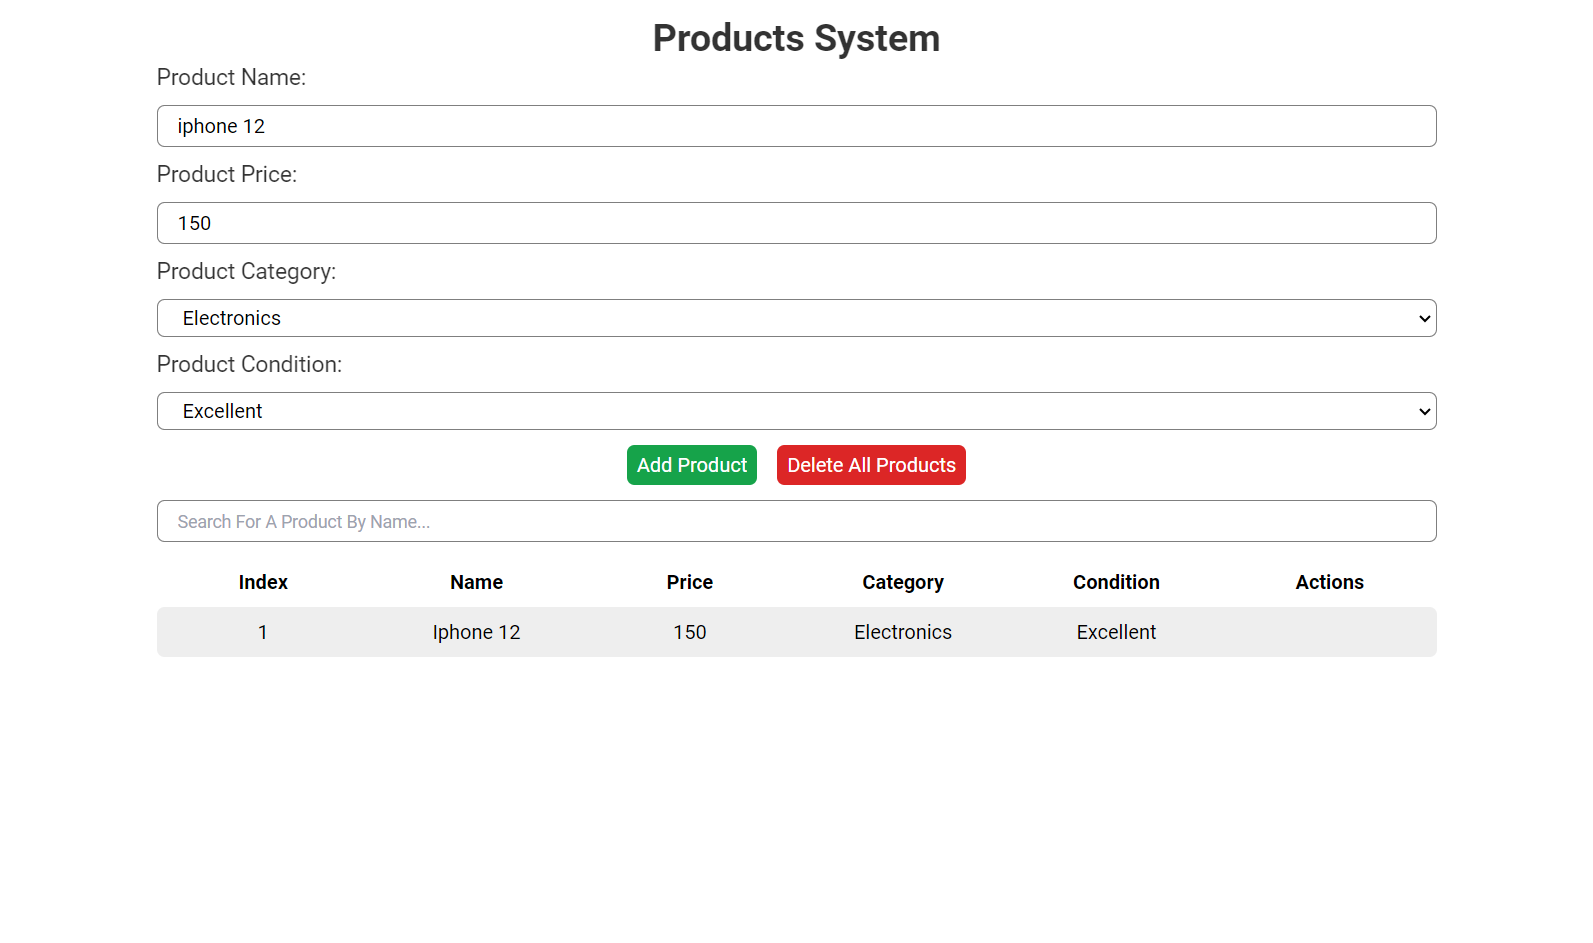 Products System
Product Name:
iphone 12
Product Price:
150
Product Category:
Electronics
Product Condition:
Excellent
Add Product Delete All Products
Search For A Product By Name...
Index Name Price Category Condition Actions
1 Iphone 12 150 Electronics Excellent